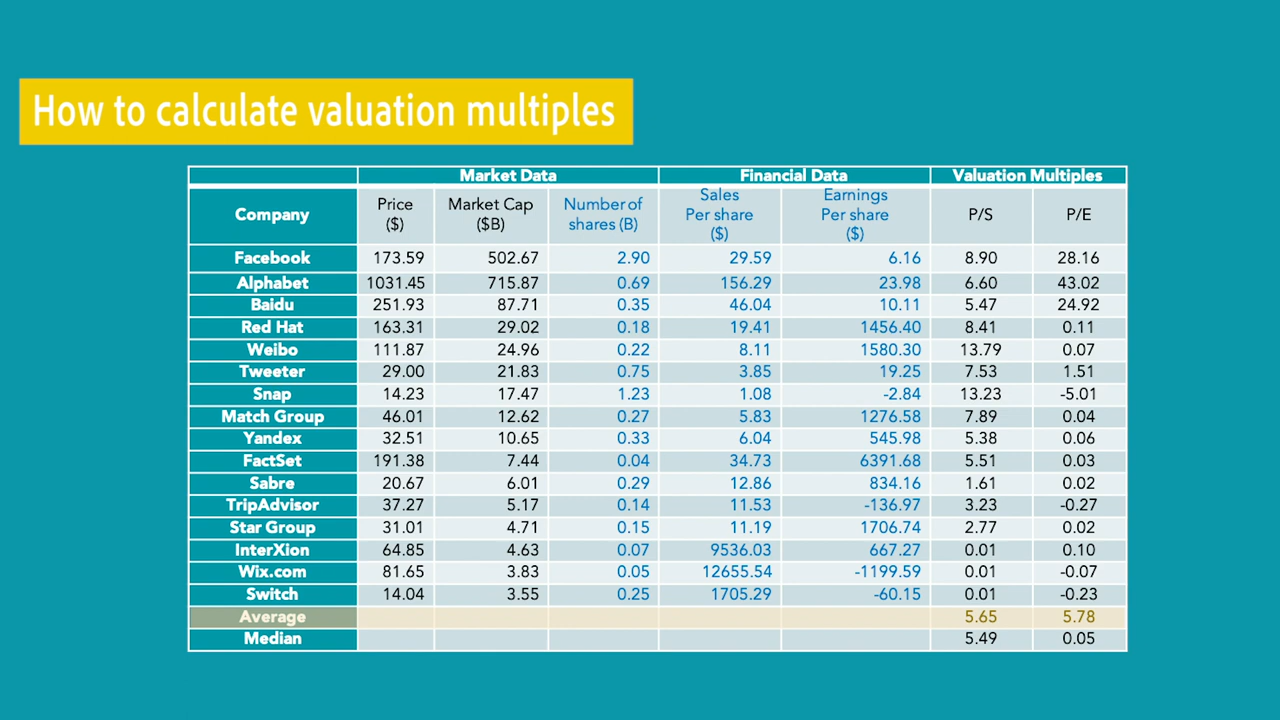 How to calculate valuation multiples
Market Data Financial Data Valuation Multiples
Company Price ($) Market Cap ($B) Number of shares (B) Sales Per share ($) Earnings Per share ($) P/S P/E
Facebook 173.59 502.67 2.90 29.59 6.16 8.90 28.16
Alphabet 1031.45 715.87 0.69 156.29 23.98 6.60 43.02
Baidu 251.93 87.71 0.35 46.04 10.11 5.47 24.92
Red Hat 163.31 29.02 0.18 19.41 1456.40 8.41 0.11
Weibo 111.87 24.96 0.22 8.11 1580.30 13.79 0.07
Tweeter 29.00 21.83 0.75 3.85 19.25 7.53 1.51
Snap 14.23 17.47 1.23 1.08 -2.84 13.23 -5.01
Match Group 46.01 12.62 0.27 5.83 1276.58 7.89 0.04
Yandex 32.51 10.65 0.33 6.04 545.98 5.38 0.06
FactSet 191.38 7.44 0.04 34.73 6391.68 5.51 0.03
Sabre 20.67 6.01 0.29 12.86 834.16 1.61 0.02
TripAdvisor 37.27 5.17 0.14 11.53 -136.97 3.23 -0.27
Star Group 31.01 4.71 0.15 11.19 1706.74 2.77 0.02
InterXion 64.85 4.63 0.07 9536.03 667.27 0.01 0.10
Wix.com 81.65 3.83 0.05 12655.54 -1199.59 0.01 -0.07
Switch 14.04 3.55 0.25 1705.29 -60.15 0.01 -0.23
Average 5.65 5.78
Median 5.49 0.05